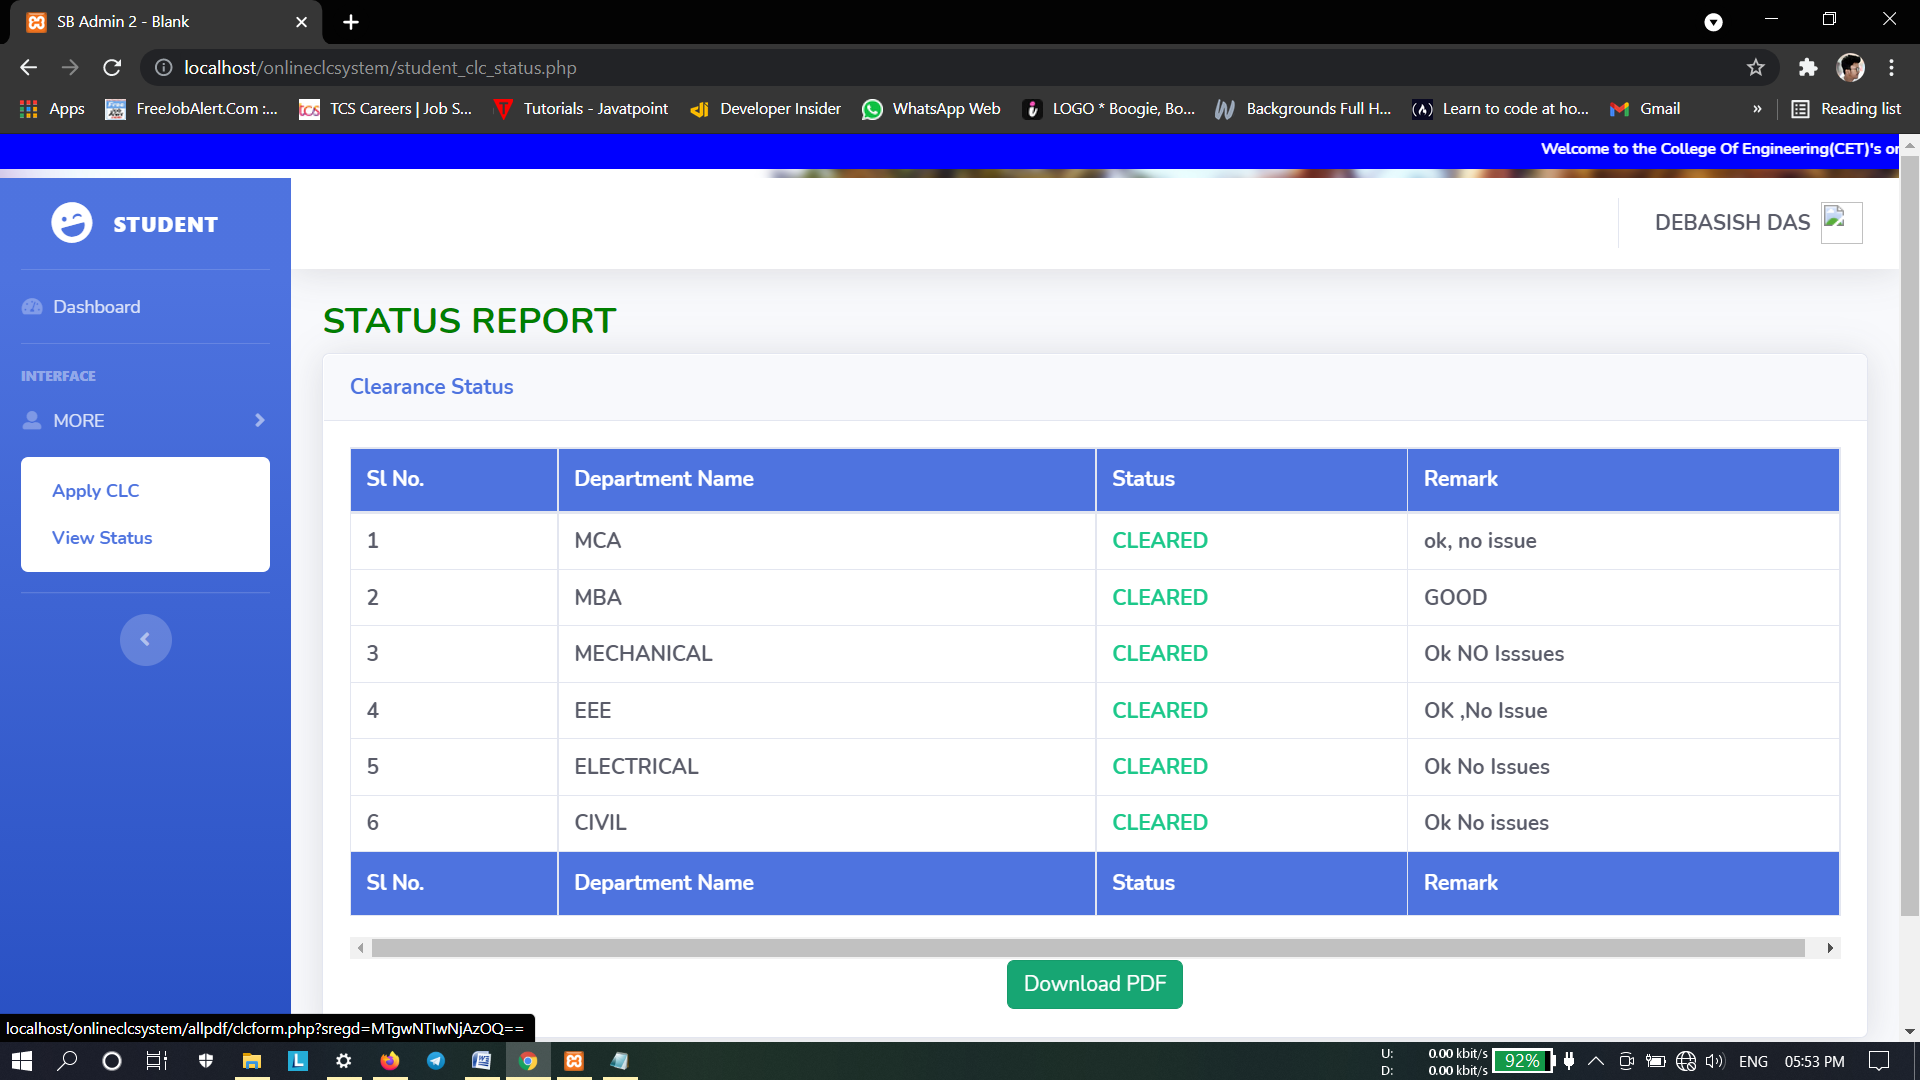 SB Admin 2 - Blank
localhost/onlineclcsystem/student_clc_status.php
Apps FreeJobAlert.Com :... TCS Careers | Job S... Tutorials - Javatpoint Developer Insider WhatsApp Web LOGO * Boogie, Bo... Backgrounds Full H... Learn to code at ho... Gmail » Reading list
Welcome to the College Of Engineering(CET)'s or
STUDENT
DEBASISH DAS
Dashboard
INTERFACE
MORE
Apply CLC
View Status
STATUS REPORT
Clearance Status
Sl No. Department Name Status Remark
1 MCA CLEARED ok, no issue
2 MBA CLEARED GOOD
3 MECHANICAL CLEARED Ok NO Isssues
4 EEE CLEARED OK ,No Issue
5 ELECTRICAL CLEARED Ok No Issues
6 CIVIL CLEARED Ok No issues
Sl No. Department Name Status Remark
Download PDF
localhost/onlineclcsystem/allpdf/clcform.php?sregd=MTgwNTIwNjAzOQ==
U: 0.00 kbit/s
D: 0.00 kbit/s
92%
ENG 05:53 PM